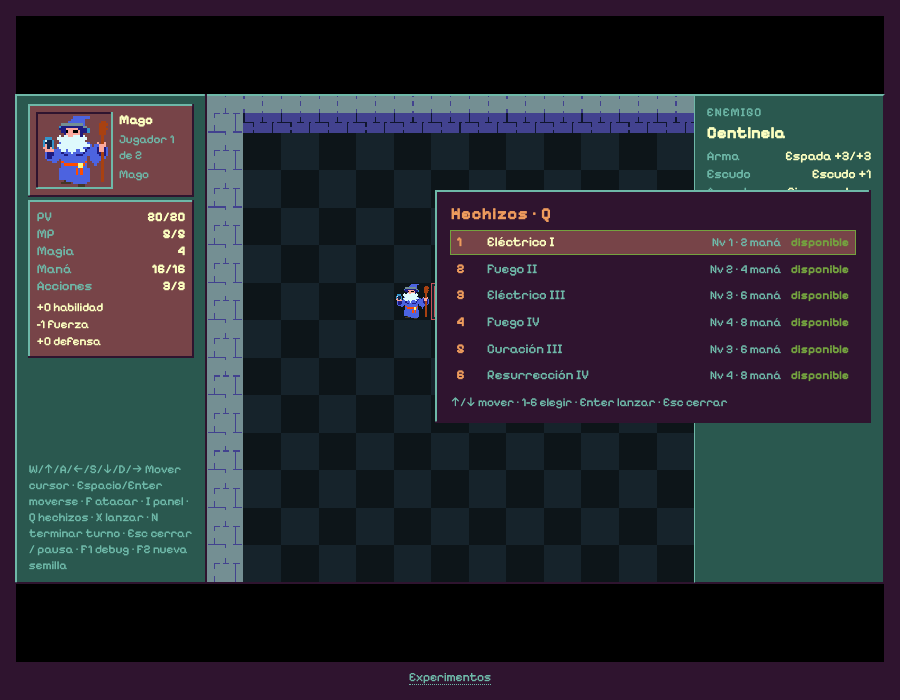 Mago
Jugador 1
de 2
Mago
PV 80/80
MP 5/5
Magia 4
Maná 16/16
Acciones 3/3
+0 habilidad
-1 fuerza
+0 defensa
W/↑/A/←/S/↓/D/→ Mover
cursor · Espacio/Enter
moverse · F atacar · I panel ·
Q hechizos · X lanzar · N
terminar turno · Esc cerrar
/ pausa · F1 debug · F2 nueva
semilla
ENEMIGO
Centinela
Arma Espada +3/+3
Escudo Escudo +1
Hechizos · Q
1 Eléctrico I Nv 1 · 2 maná disponible
2 Fuego II Nv 2 · 4 maná disponible
3 Eléctrico III Nv 3 · 6 maná disponible
4 Fuego IV Nv 4 · 8 maná disponible
5 Curación III Nv 3 · 6 maná disponible
6 Resurrección IV Nv 4 · 8 maná disponible
↑/↓ mover · 1-6 elegir · Enter lanzar · Esc cerrar
Experimentos